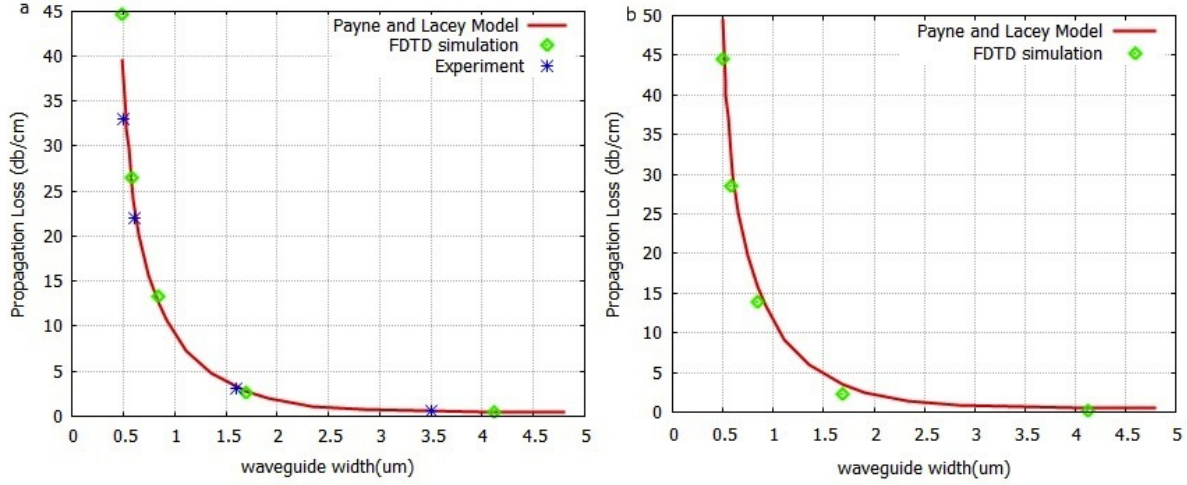 a
Payne and Lacey Model
FDTD simulation
Experiment
45
40
35
30
25
20
15
10
5
0
Propagation Loss (db/cm)
0 0.5 1 1.5 2 2.5 3 3.5 4 4.5 5
waveguide width(um)
b
Payne and Lacey Model
FDTD simulation
50
45
40
35
30
25
20
15
10
5
0
Propagation Loss (db/cm)
0 0.5 1 1.5 2 2.5 3 3.5 4 4.5 5
waveguide width(um)